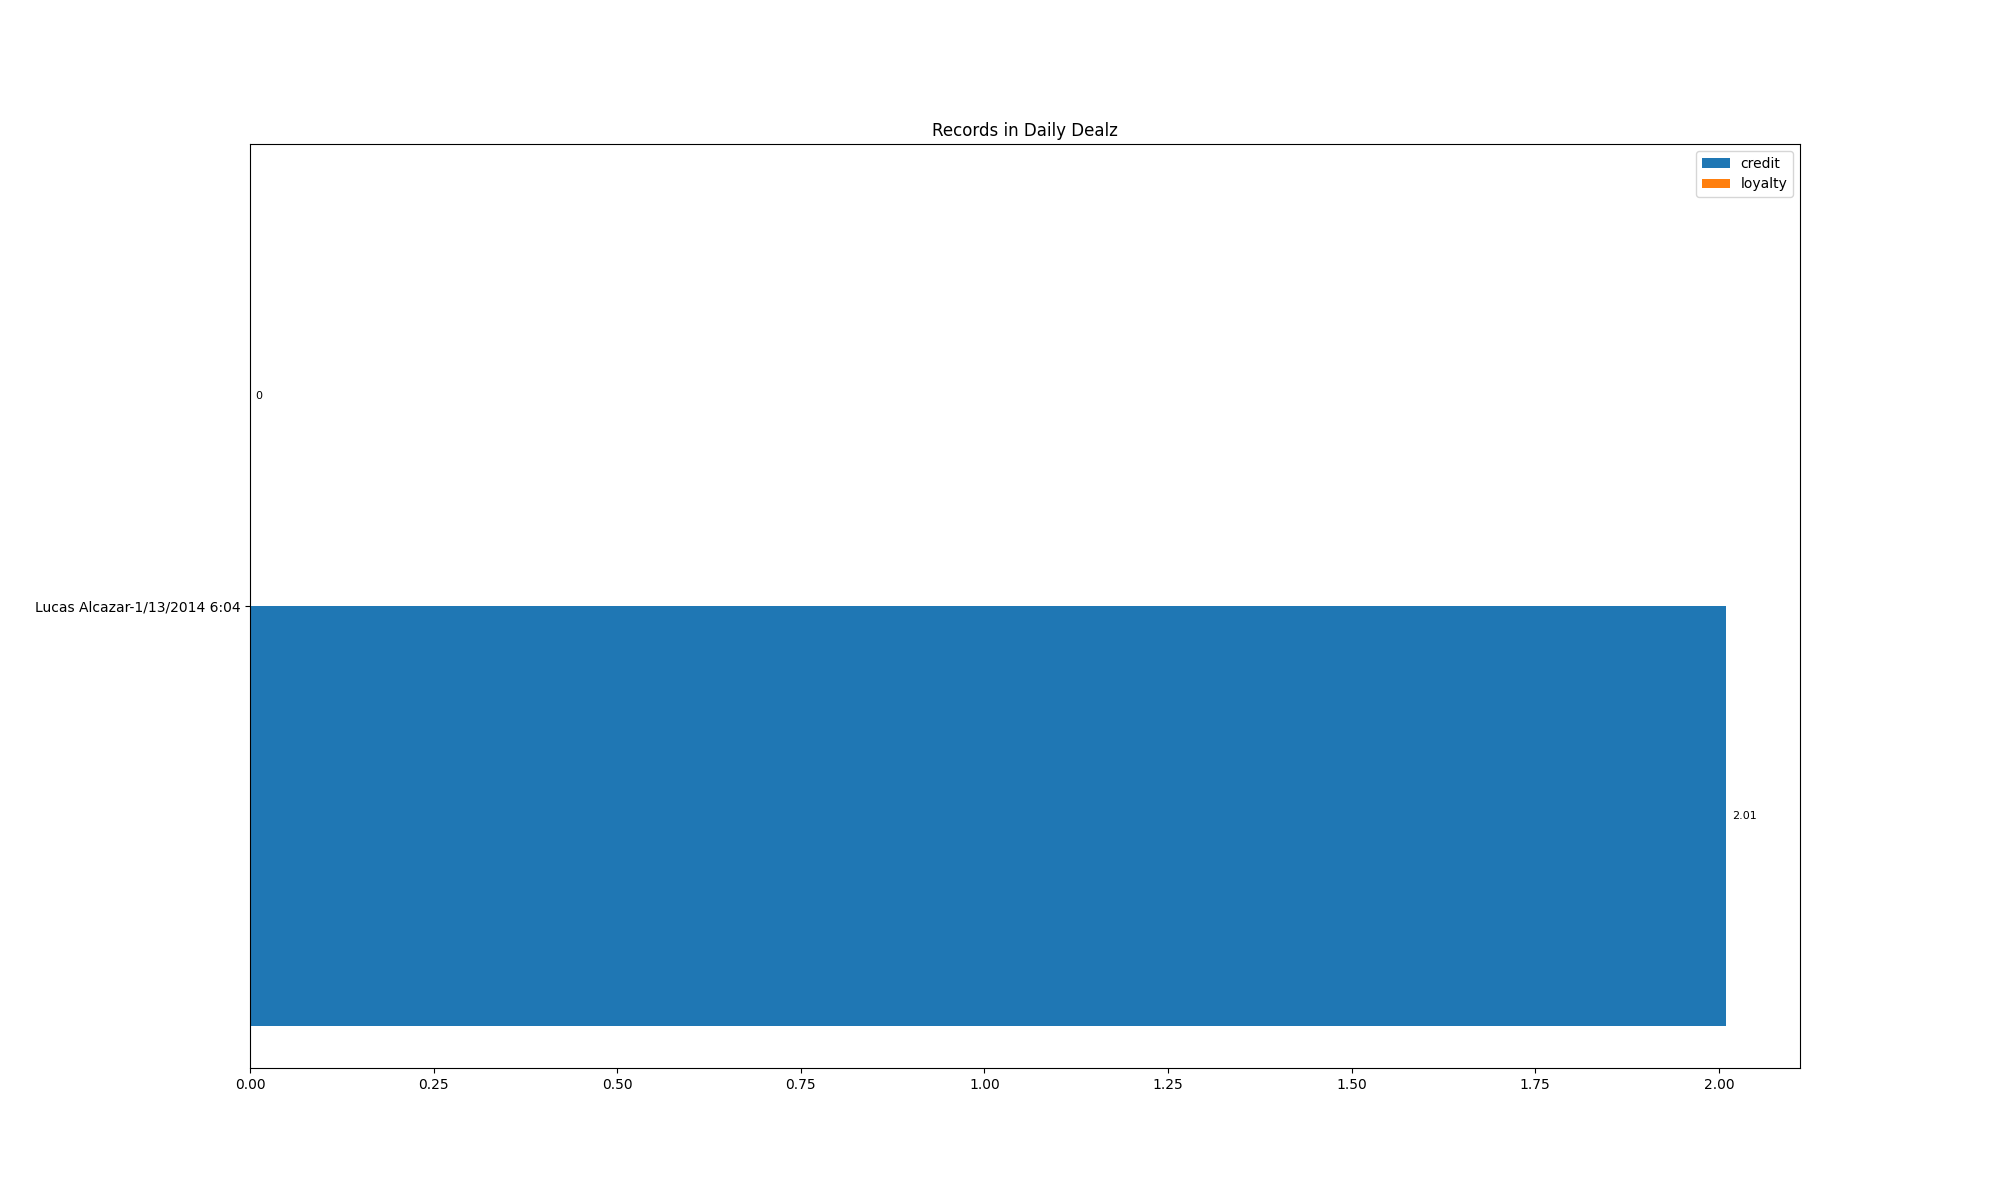 Records in Daily Dealz
credit
loyalty
0
Lucas Alcazar-1/13/2014 6:04
2.01
0.00 0.25 0.50 0.75 1.00 1.25 1.50 1.75 2.00